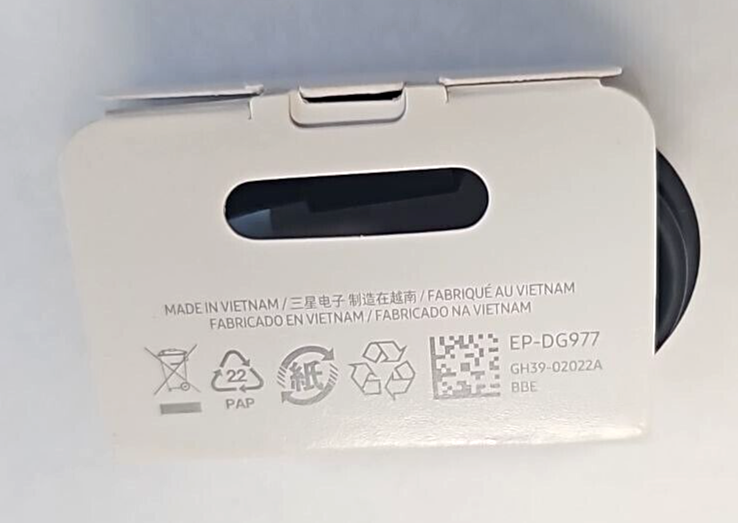 MADE IN VIETNAM / 三星电子 制造在越南 / FABRIQUÉ AU VIETNAM
FABRICADO EN VIETNAM / FABRICADO NA VIETNAM
22
PAP
紙
EP-DG977
GH39-02022A
BBE